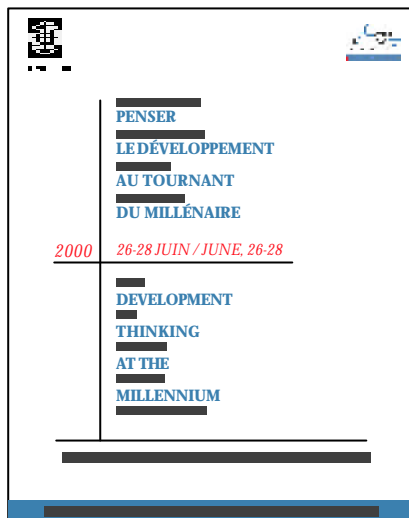 PENSER
LE DÉVELOPPEMENT
AU TOURNANT
DU MILLÉNAIRE
2000 26-28 JUIN / JUNE, 26-28
DEVELOPMENT
THINKING
AT THE
MILLENNIUM